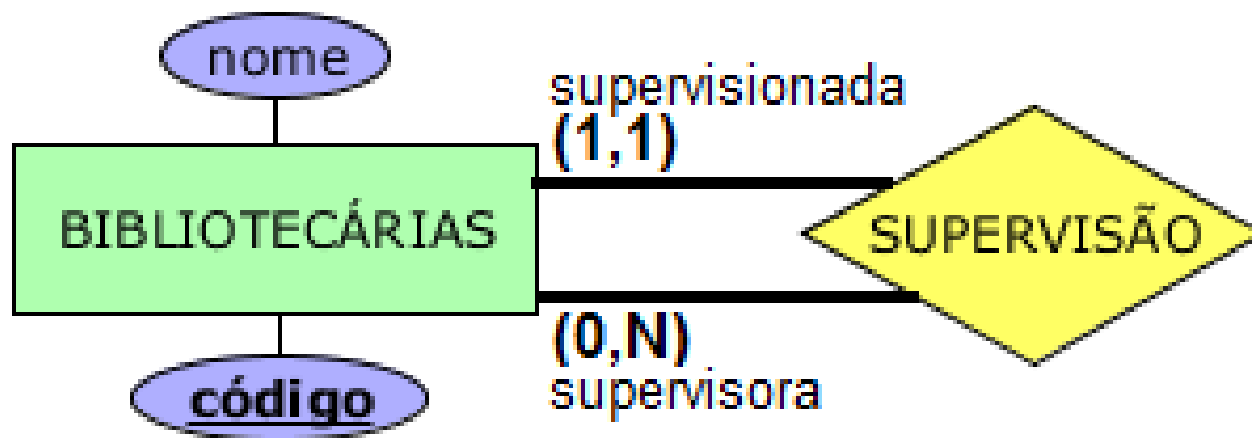 nome
supervisionada
(1,1)
BIBLIOTECÁRIAS
SUPERVISÃO
(0,N)
supervisora
código